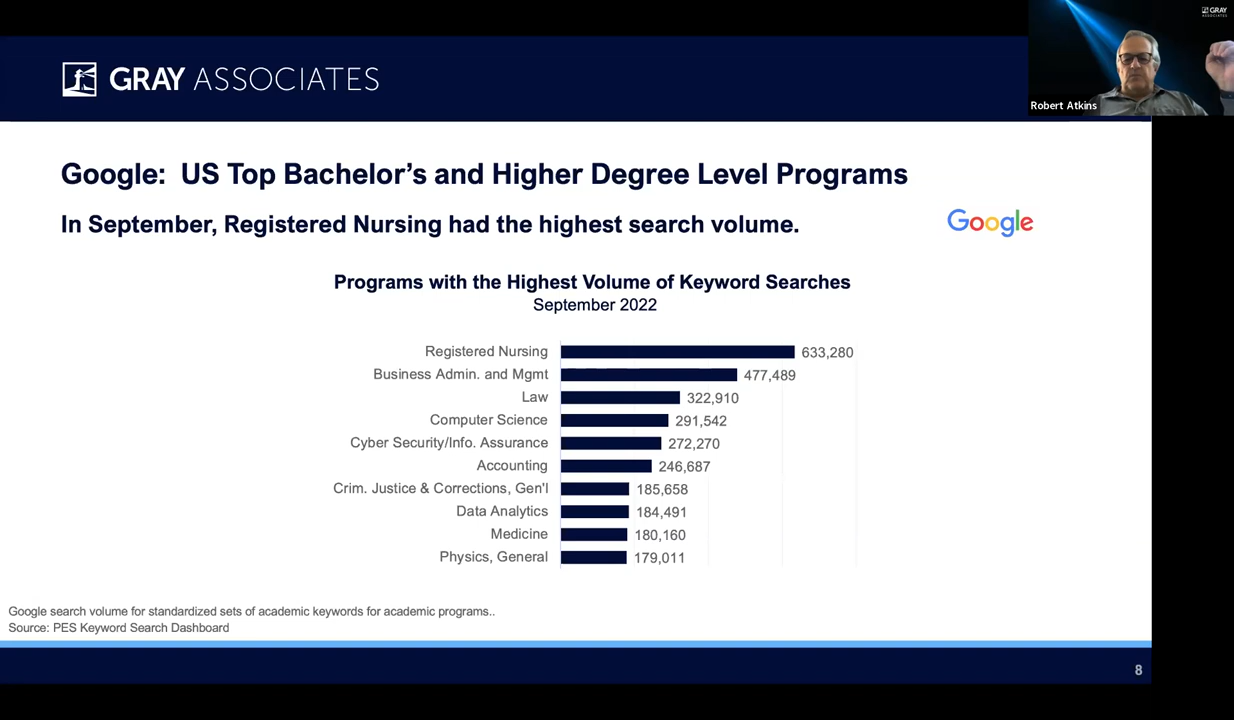 GRAY ASSOCIATES
GRAY
ASSOCIATES
Robert Atkins
Google: US Top Bachelor's and Higher Degree Level Programs
In September, Registered Nursing had the highest search volume.
Google
Programs with the Highest Volume of Keyword Searches
September 2022
Registered Nursing 633,280
Business Admin. and Mgmt 477,489
Law 322,910
Computer Science 291,542
Cyber Security/Info. Assurance 272,270
Accounting 246,687
Crim. Justice & Corrections, Gen'l 185,658
Data Analytics 184,491
Medicine 180,160
Physics, General 179,011
Google search volume for standardized sets of academic keywords for academic programs..
Source: PES Keyword Search Dashboard
8